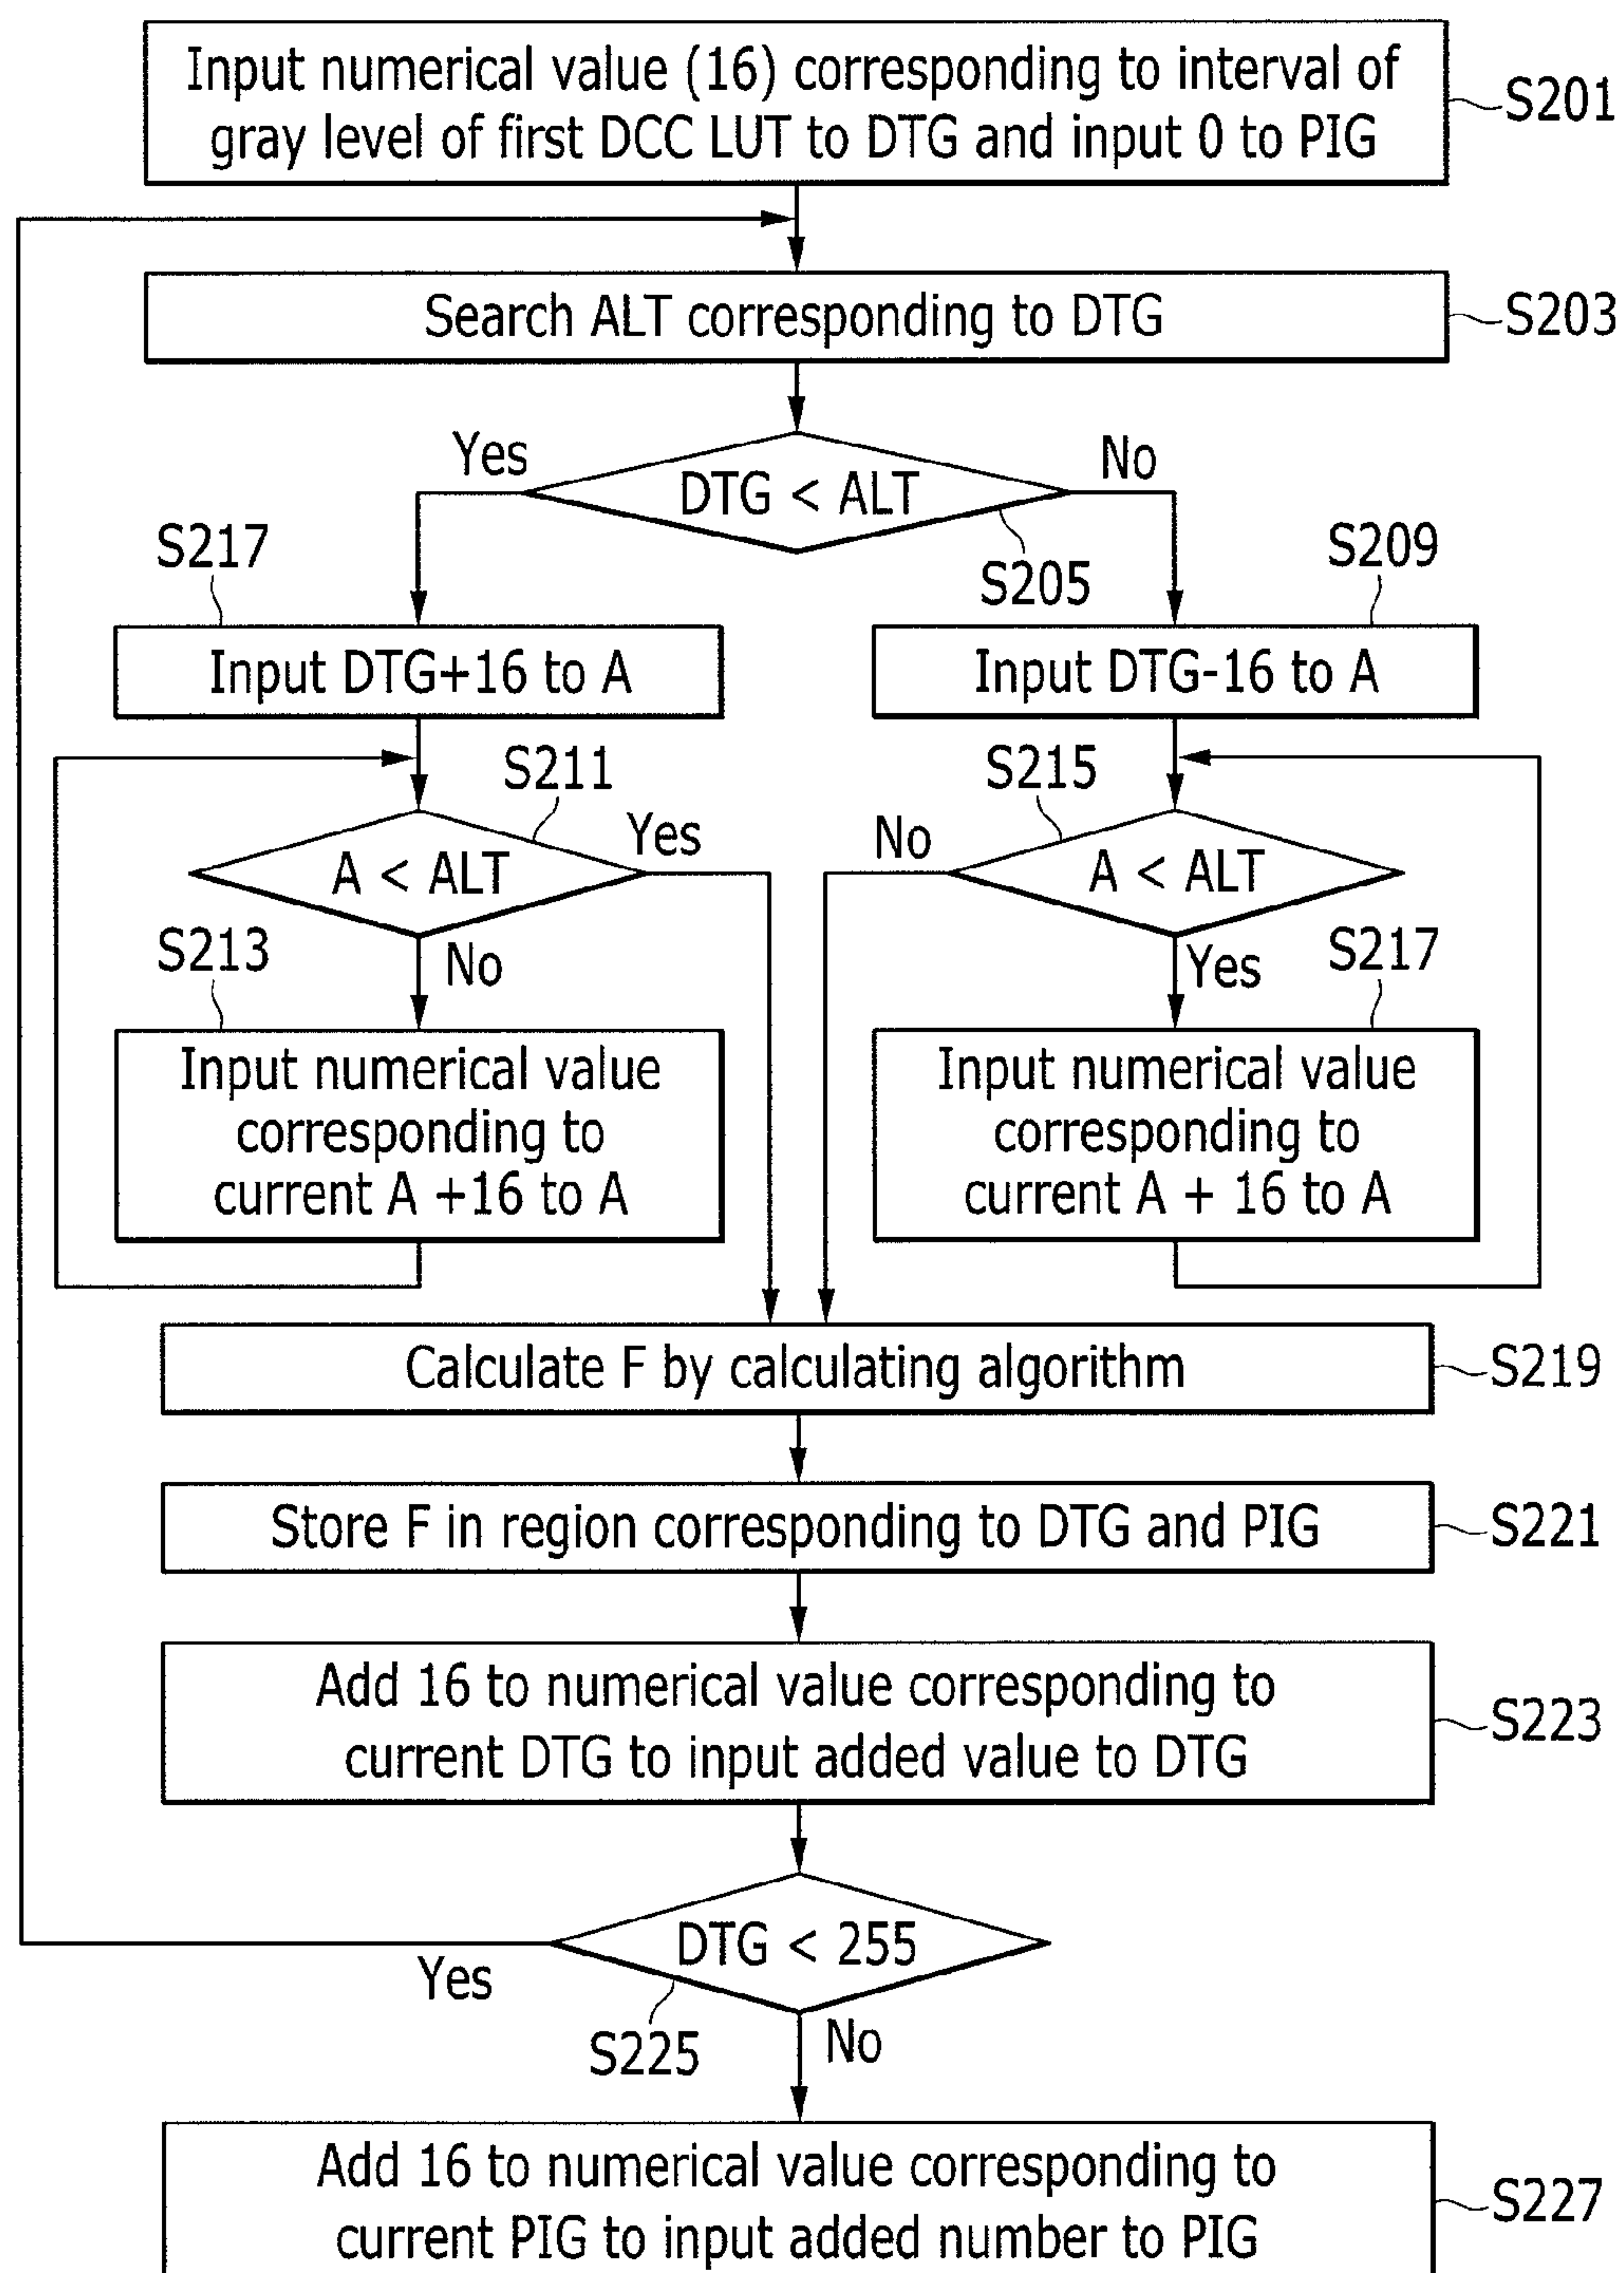 Input numerical value (16) corresponding to interval of
gray level of first DCC LUT to DTG and input 0 to PIG
S201
Search ALT corresponding to DTG
S203
Yes
DTG < ALT
No
S205
S217
Input DTG+16 to A
S209
Input DTG-16 to A
S211
A < ALT
Yes
No
S215
No
A < ALT
Yes
S213
Input numerical value
corresponding to
current A +16 to A
S217
Input numerical value
corresponding to
current A + 16 to A
Calculate F by calculating algorithm
S219
Store F in region corresponding to DTG and PIG
S221
Add 16 to numerical value corresponding to
current DTG to input added value to DTG
S223
DTG < 255
Yes
S225
No
Add 16 to numerical value corresponding to
current PIG to input added number to PIG
S227